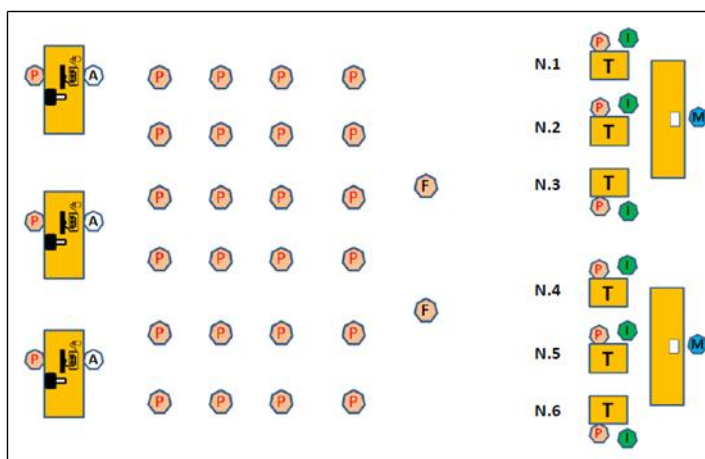 P I
N.1 T
P A P P P P
P I
M
P P P P N.2 T
F N.3 T
P P P P P I
P A
P P P P P I
N.4 T
F
P P P P P I
M
P A N.5 T
P P P P N.6 T
P I